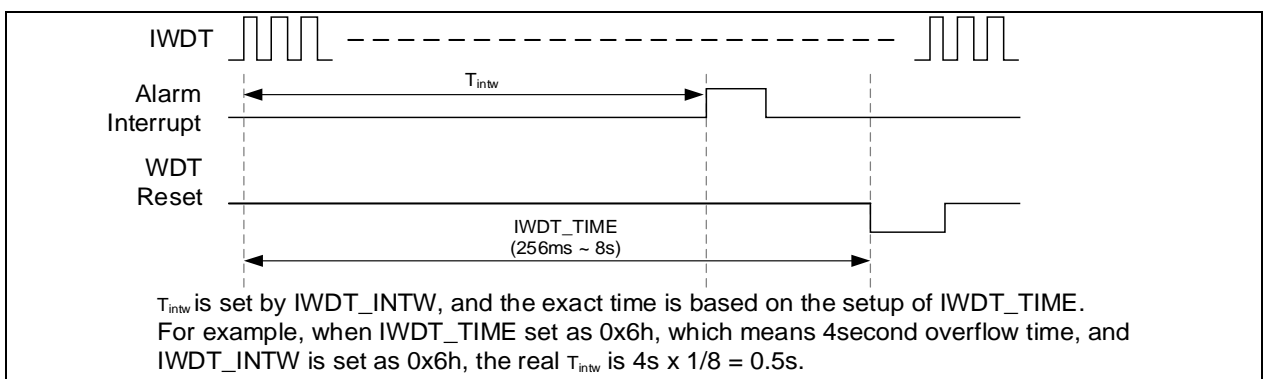 IWDT
Tintw
Alarm
Interrupt
WDT
Reset
IWDT_TIME
(256ms ~ 8s)
Tintw is set by IWDT_INTW, and the exact time is based on the setup of IWDT_TIME.
For example, when IWDT_TIME set as 0x6h, which means 4second overflow time, and
IWDT_INTW is set as 0x6h, the real Tintw is 4s x 1/8 = 0.5s.